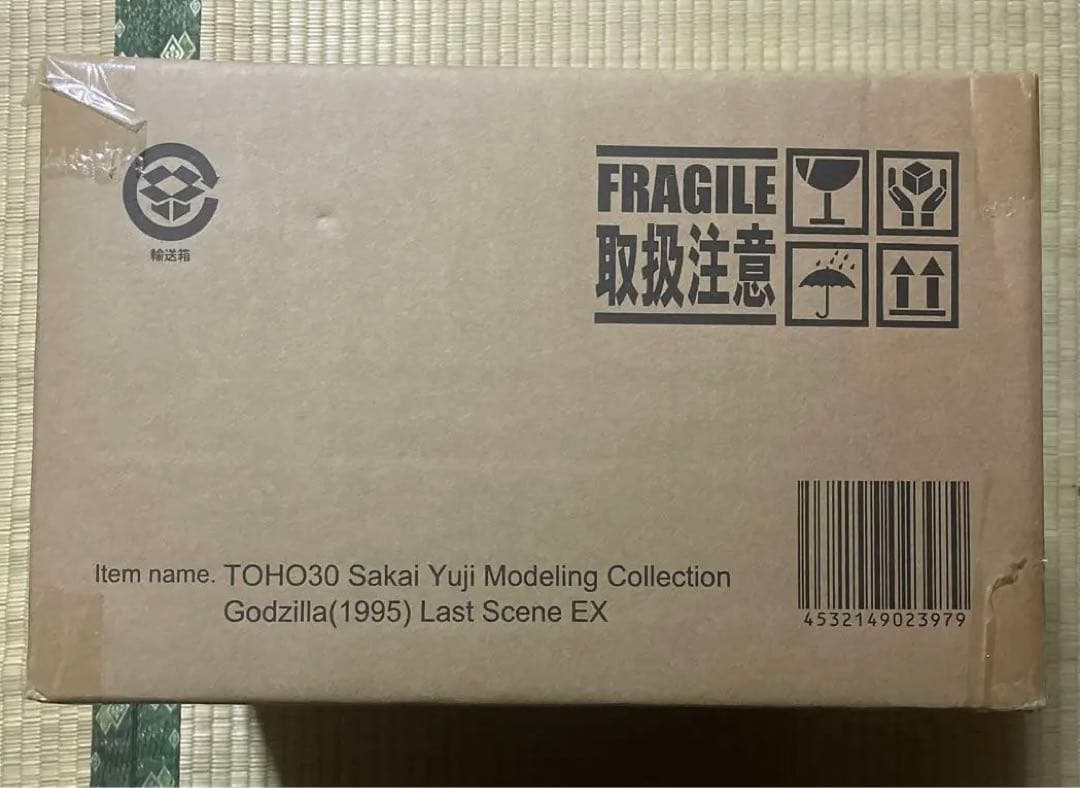 輸送箱
FRAGILE
取扱注意
Item name. TOHO30 Sakai Yuji Modeling Collection
Godzilla(1995) Last Scene EX
4532149023979